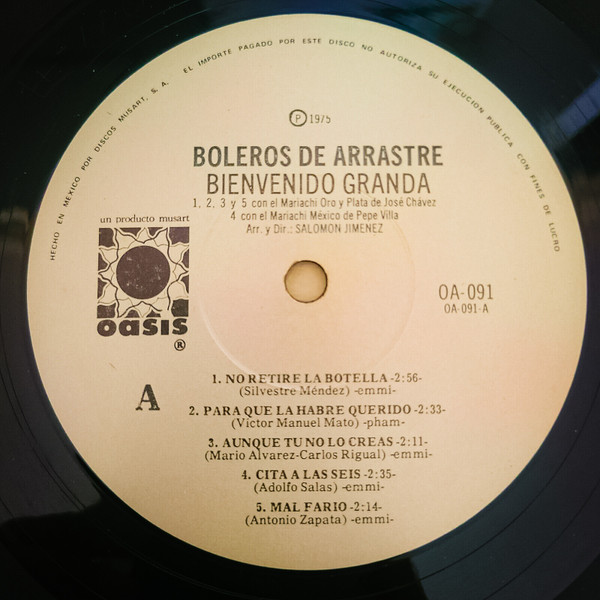 HECHO EN MEXICO POR DISCOS MUSART, S. A. EL IMPORTE PAGADO POR ESTE DISCO NO AUTORIZA SU EJECUCION PUBLICA CON FINES DE LUCRO
Ⓟ 1975
BOLEROS DE ARRASTRE
BIENVENIDO GRANDA
1, 2, 3 y 5 con el Mariachi Oro y Plata de José Chávez
4 con el Mariachi México de Pepe Villa
Arr. y Dir.: SALOMON JIMENEZ
un producto musart
oasis
®
OA-091
OA-091-A
A
1. NO RETIRE LA BOTELLA -2:56-
(Silvestre Méndez) -emmi-
2. PARA QUE LA HABRE QUERIDO -2:33-
(Victor Manuel Mato) -pham-
3. AUNQUE TU NO LO CREAS -2:11-
(Mario Alvarez-Carlos Rigual) -emmi-
4. CITA A LAS SEIS -2:35-
(Adolfo Salas) -emmi-
5. MAL FARIO -2:14-
(Antonio Zapata) -emmi-